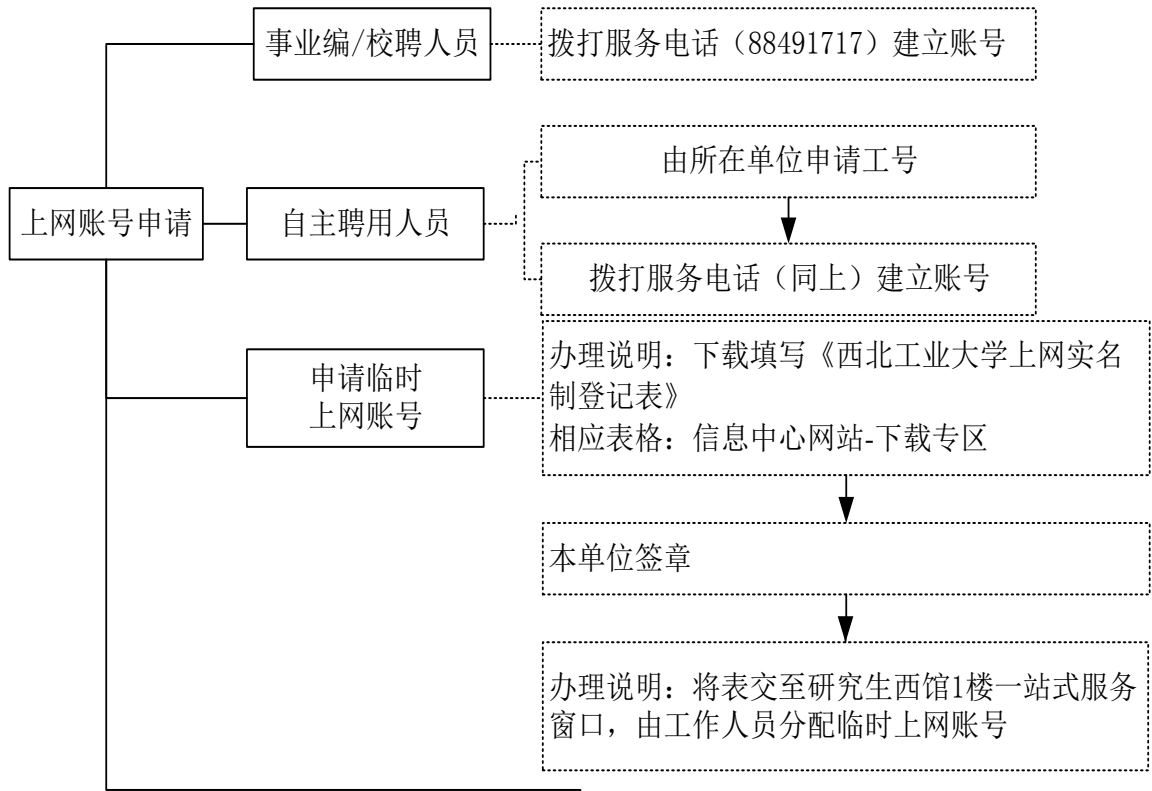 事业编/校聘人员
拨打服务电话（88491717）建立账号
由所在单位申请工号
上网账号申请
自主聘用人员
拨打服务电话（同上）建立账号
申请临时
上网账号
办理说明：下载填写《西北工业大学上网实名
制登记表》
相应表格：信息中心网站-下载专区
本单位签章
办理说明：将表交至研究生西馆1楼一站式服务
窗口，由工作人员分配临时上网账号